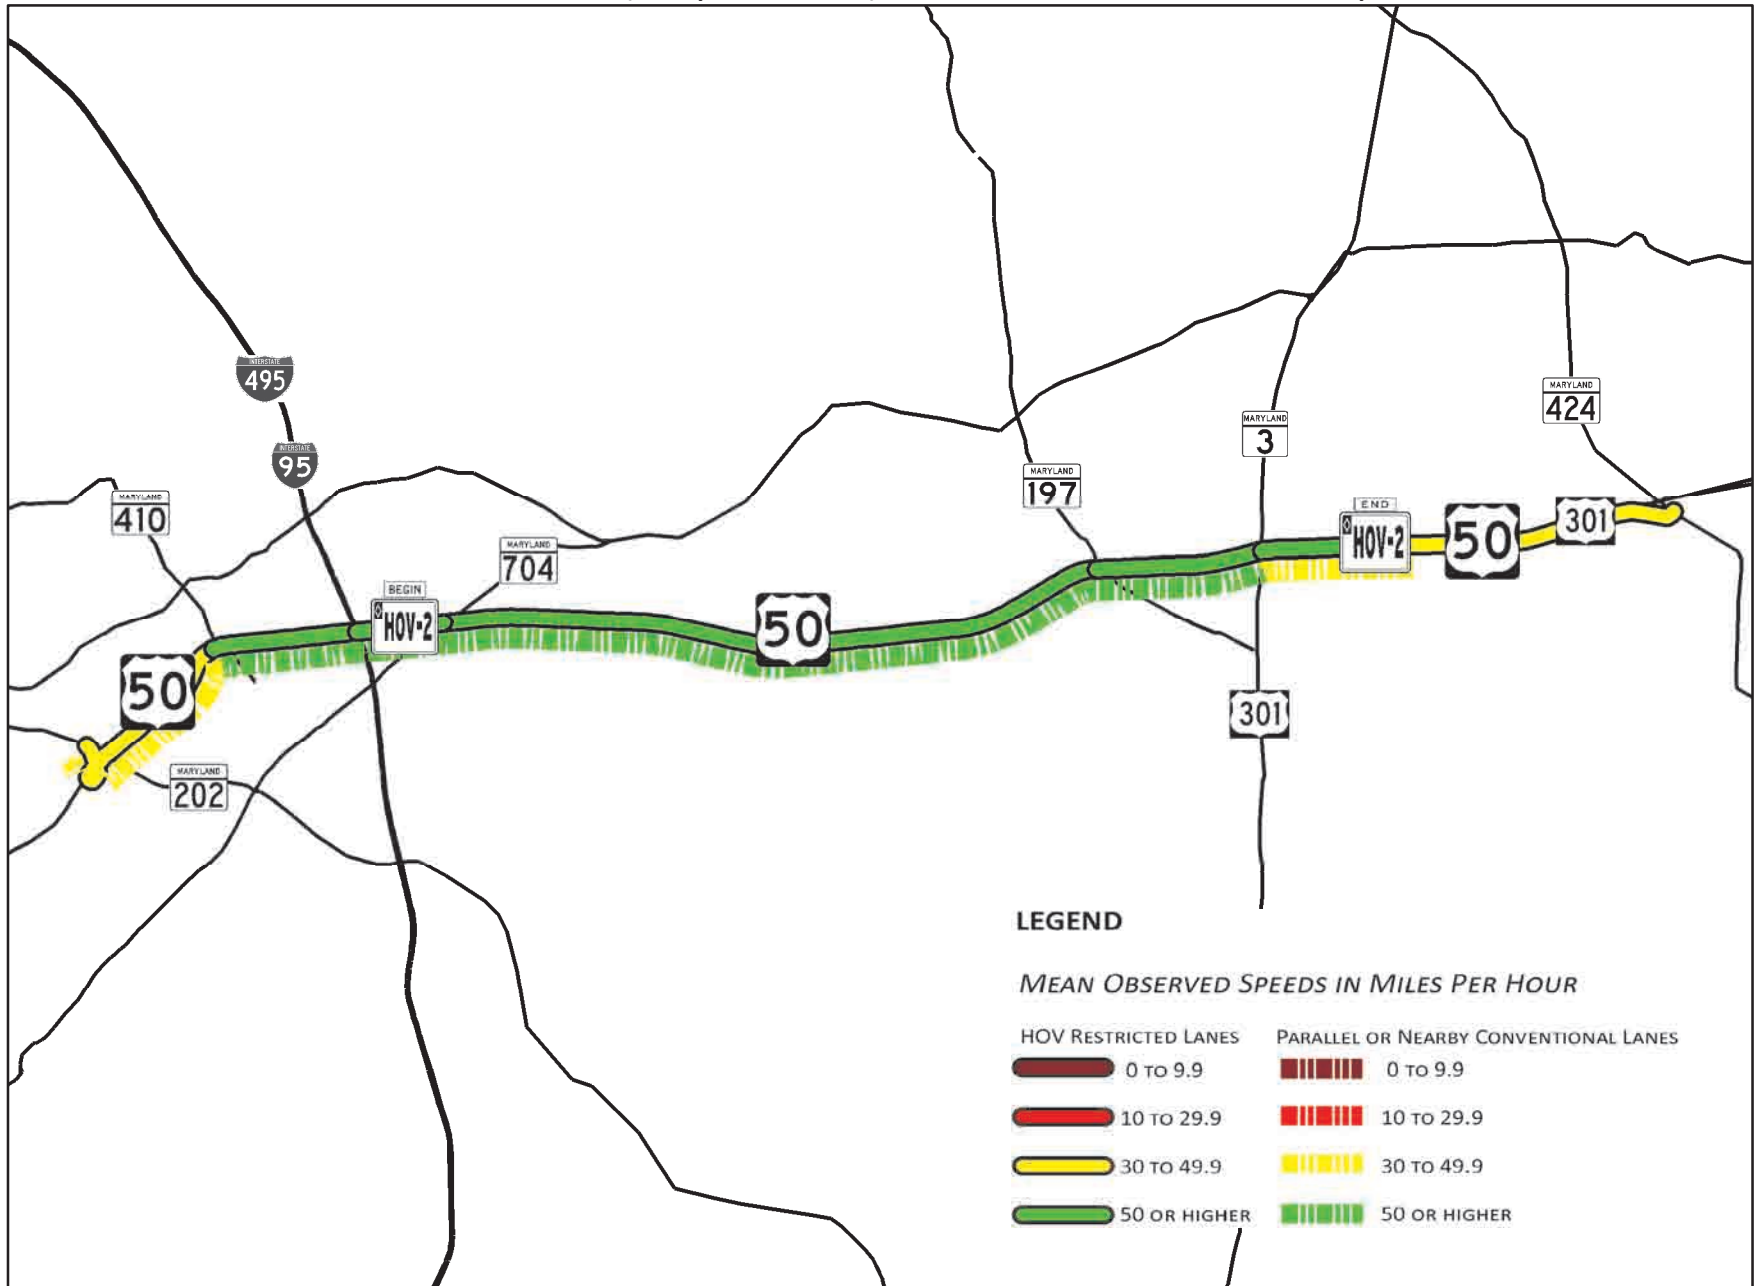 INTERSTATE
495
INTERSTATE
95
MARYLAND
410
MARYLAND
704
BEGIN
HOV-2
50
50
MARYLAND
202
MARYLAND
197
MARYLAND
3
MARYLAND
424
END
HOV-2
50
301
301
LEGEND
MEAN OBSERVED SPEEDS IN MILES PER HOUR
HOV RESTRICTED LANES PARALLEL OR NEARBY CONVENTIONAL LANES
0 TO 9.9 0 TO 9.9
10 TO 29.9 10 TO 29.9
30 TO 49.9 30 TO 49.9
50 OR HIGHER 50 OR HIGHER